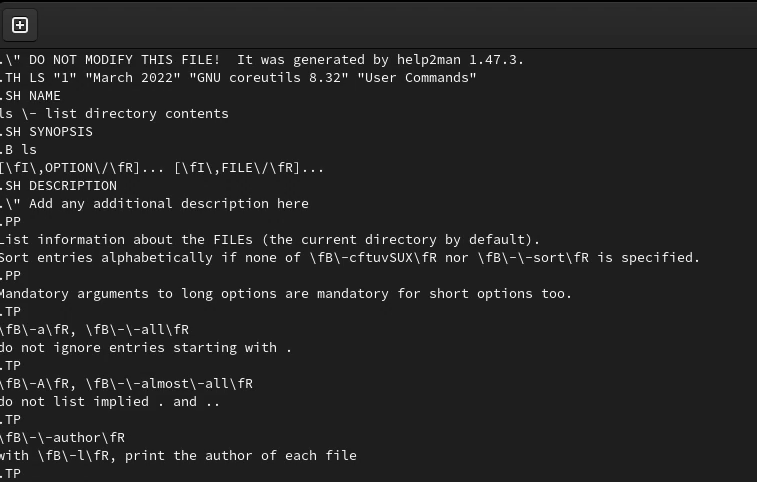 .\" DO NOT MODIFY THIS FILE!  It was generated by help2man 1.47.3.
.TH LS "1" "March 2022" "GNU coreutils 8.32" "User Commands"
.SH NAME
ls \- list directory contents
.SH SYNOPSIS
.B ls
[\fI\,OPTION\/\fR]... [\fI\,FILE\/\fR]...
.SH DESCRIPTION
.\" Add any additional description here
.PP
List information about the FILEs (the current directory by default).
Sort entries alphabetically if none of \fB\-cftuvSUX\fR nor \fB\-\-sort\fR is specified.
.PP
Mandatory arguments to long options are mandatory for short options too.
.TP
\fB\-a\fR, \fB\-\-all\fR
do not ignore entries starting with .
.TP
\fB\-A\fR, \fB\-\-almost\-all\fR
do not list implied . and ..
.TP
\fB\-\-author\fR
with \fB\-l\fR, print the author of each file
.TP